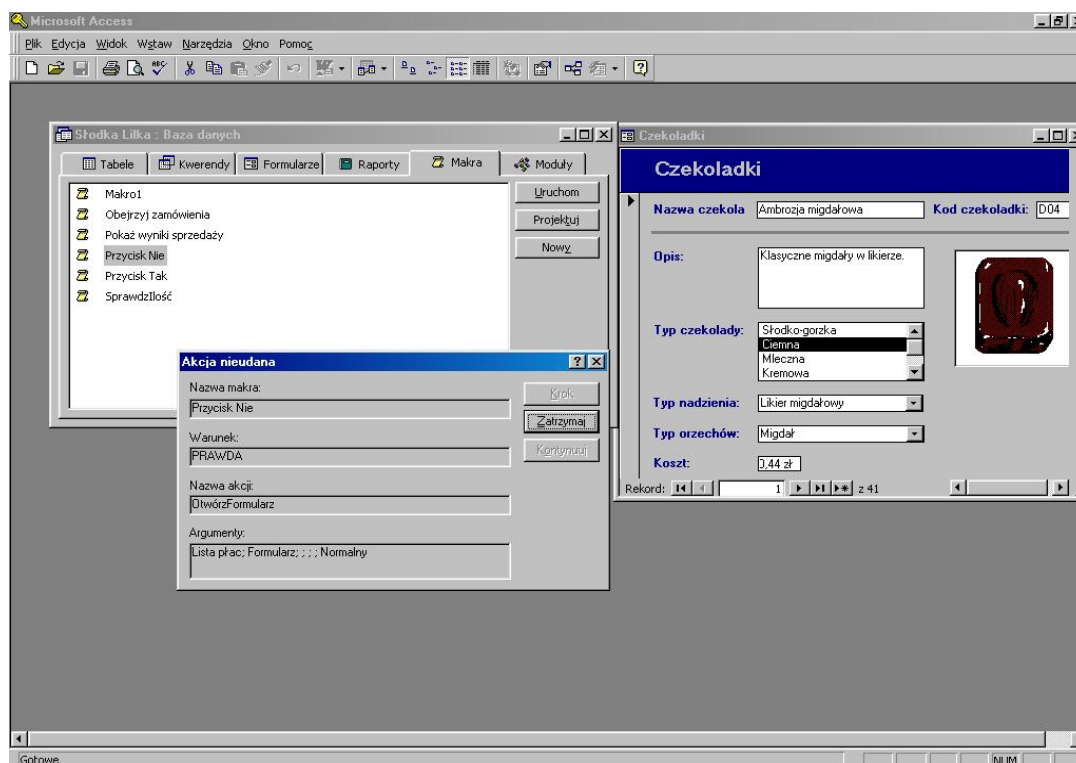 Microsoft Access
Plik Edycja Widok Wstaw Narzędzia Okno Pomoc
Słodka Lilka : Baza danych
Tabele Kwerendy Formularze Raporty Makra Moduły
Makro1
Obejrzyj zamówienia
Pokaż wyniki sprzedaży
Przycisk Nie
Przycisk Tak
SprawdzIlość
Uruchom
Projektuj
Nowy
Akcja nieudana
Nazwa makra:
Przycisk Nie
Warunek:
PRAWDA
Nazwa akcji:
OtwórzFormularz
Argumenty:
Lista płac; Formularz; ; ; ; Normalny
Krok
Zatrzymaj
Kontynuuj
Czekoladki
Czekoladki
Nazwa czekola Ambrozja migdałowa Kod czekoladki: D04
Opis: Klasyczne migdały w likierze.
Typ czekolady: Słodko-gorzka
Ciemna
Mleczna
Kremowa
Typ nadzienia: Likier migdałowy
Typ orzechów: Migdał
Koszt: 0,44 zł
Rekord: 1 z 41
Gotowe NUM